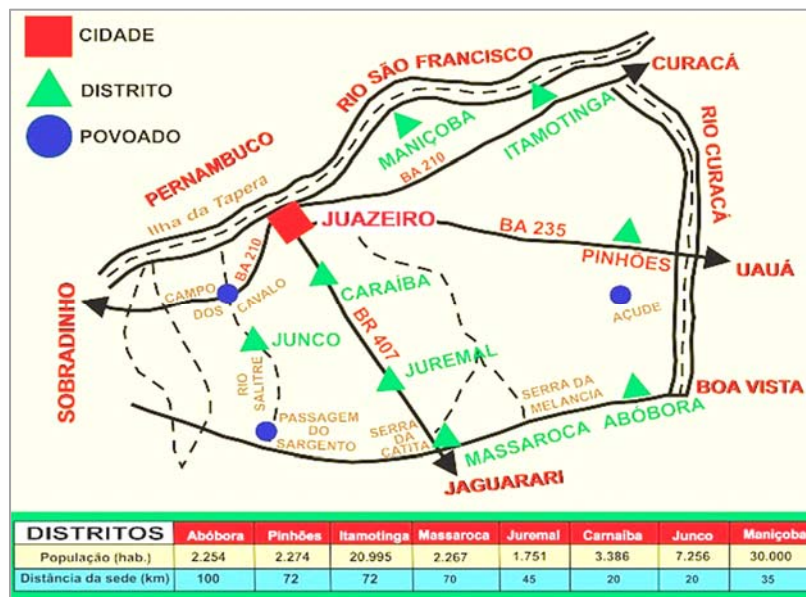 CIDADE
DISTRITO
POVOADO
RIO SÃO FRANCISCO
CURACÁ
MANIÇOBA
ITAMOTINGA
BA 210
RIO CURACÁ
PERNAMBUCO
Ilha da Tapera
JUAZEIRO
BA 235
PINHÕES
UAUÁ
BA 210
CAMPO
DOS
CAVALO
CARAÍBA
AÇUDE
SOBRADINHO
JUNCO
BR 407
JUREMAL
RIO
SALITRE
PASSAGEM
DO
SARGENTO
SERRA
DA
CATITA
SERRA DA
MELANCIA
BOA VISTA
ABÓBORA
MASSAROCA
JAGUARARI
DISTRITOS Abóbora Pinhões Itamotinga Massaroca Juremal Carnaiba Junco Maniçoba
População (hab.) 2.254 2.274 20.995 2.267 1.751 3.386 7.256 30.000
Distância da sede (km) 100 72 72 70 45 20 20 35